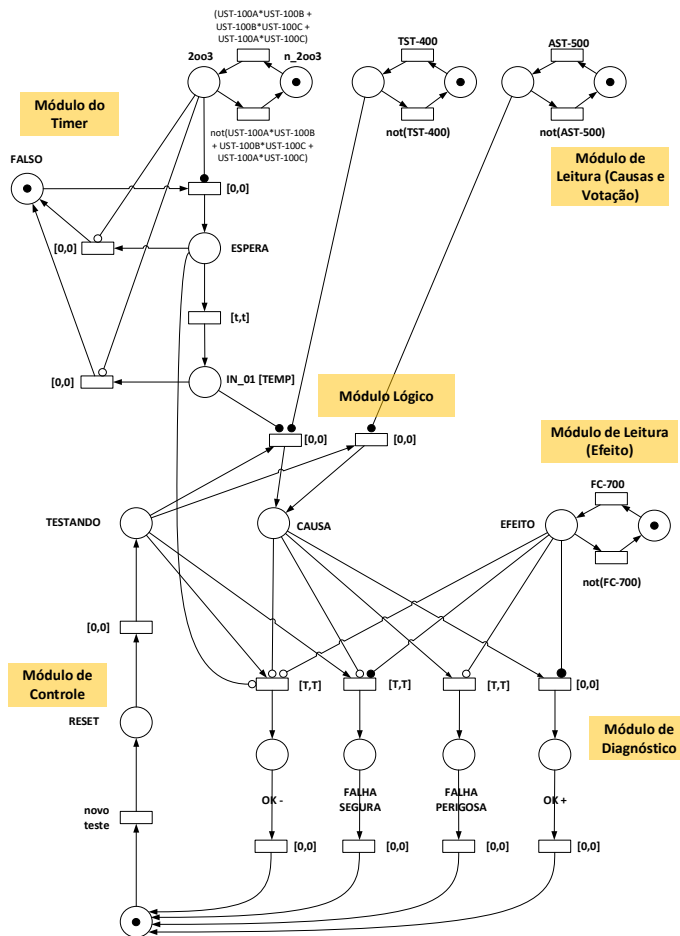 (UST-100A*UST-100B +
UST-100B*UST-100C +
UST-100A*UST-100C)
2oo3
n_2oo3
TST-400
AST-500
Módulo do
Timer
not(UST-100A*UST-100B
+ UST-100B*UST-100C +
UST-100A*UST-100C)
not(TST-400)
not(AST-500)
Módulo de
Leitura (Causas e
Votação)
FALSO
[0,0]
[0,0]
ESPERA
[t,t]
[0,0]
IN_01 [TEMP]
Módulo Lógico
[0,0]
[0,0]
Módulo de Leitura
(Efeito)
FC-700
TESTANDO
CAUSA
EFEITO
not(FC-700)
[0,0]
Módulo de
Controle
[T,T]
[T,T]
[T,T]
[0,0]
RESET
Módulo de
Diagnóstico
novo
teste
OK -
FALHA
SEGURA
FALHA
PERIGOSA
OK +
[0,0]
[0,0]
[0,0]
[0,0]